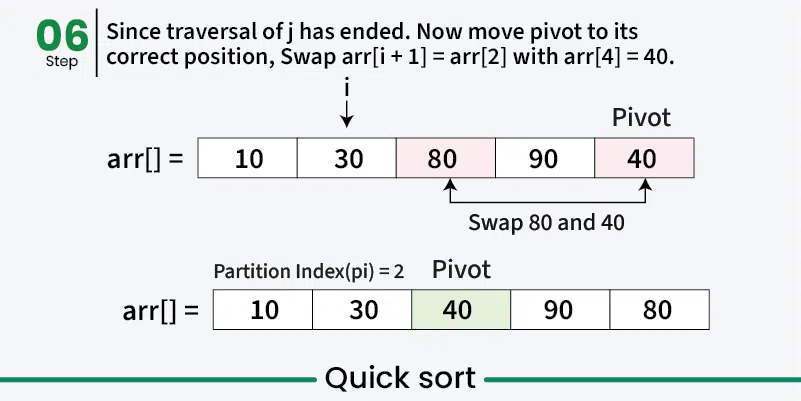 06
Step
Since traversal of j has ended. Now move pivot to its
correct position, Swap arr[i + 1] = arr[2] with arr[4] = 40.
i
Pivot
arr[] = 10 30 80 90 40
Swap 80 and 40
Partition Index(pi) = 2 Pivot
arr[] = 10 30 40 90 80
Quick sort